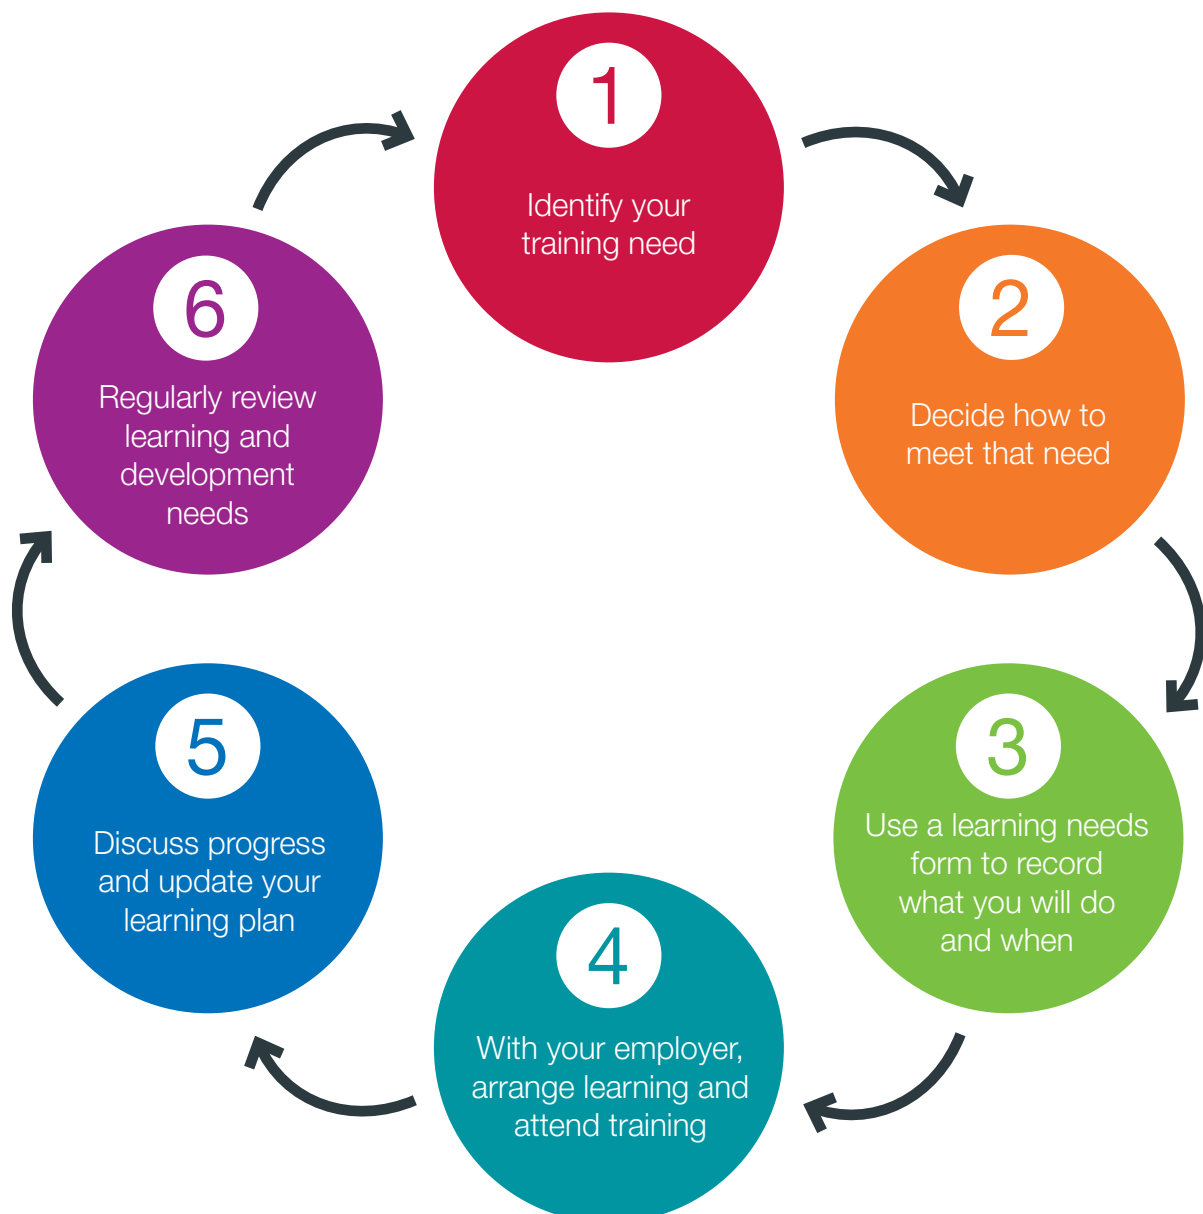 1
Identify your
training need
2
Decide how to
meet that need
3
Use a learning needs
form to record
what you will do
and when
4
With your employer,
arrange learning and
attend training
5
Discuss progress
and update your
learning plan
6
Regularly review
learning and
development
needs